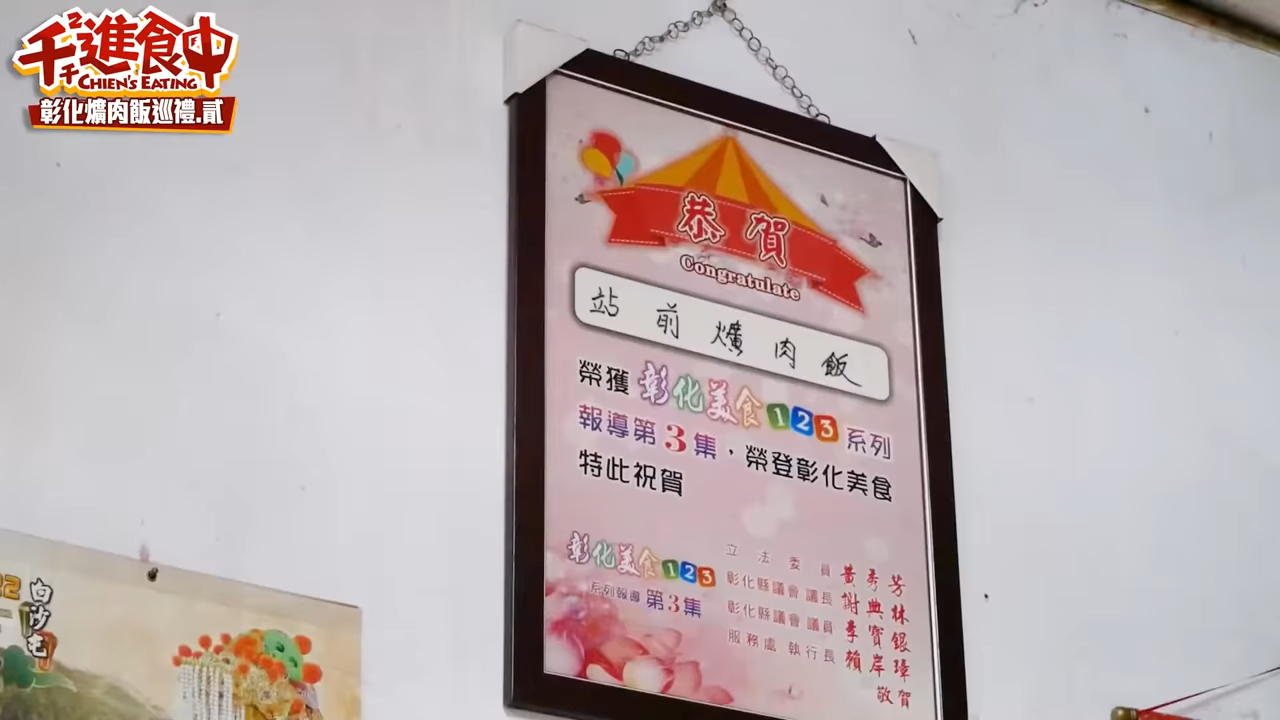 千千進食中
CHIEN'S EATING
彰化爌肉飯巡禮.貳
恭賀
Congratulate
站前爌肉飯
榮獲 彰化美食123系列
報導第3集，榮登彰化美食
特此祝賀
彰化美食123
系列報導 第3集
立法委員 黃秀芳
彰化縣議會 議長 謝典林
彰化縣議會 議員 李寶銀
服務處 執行長 賴岸璋
敬賀
白沙屯